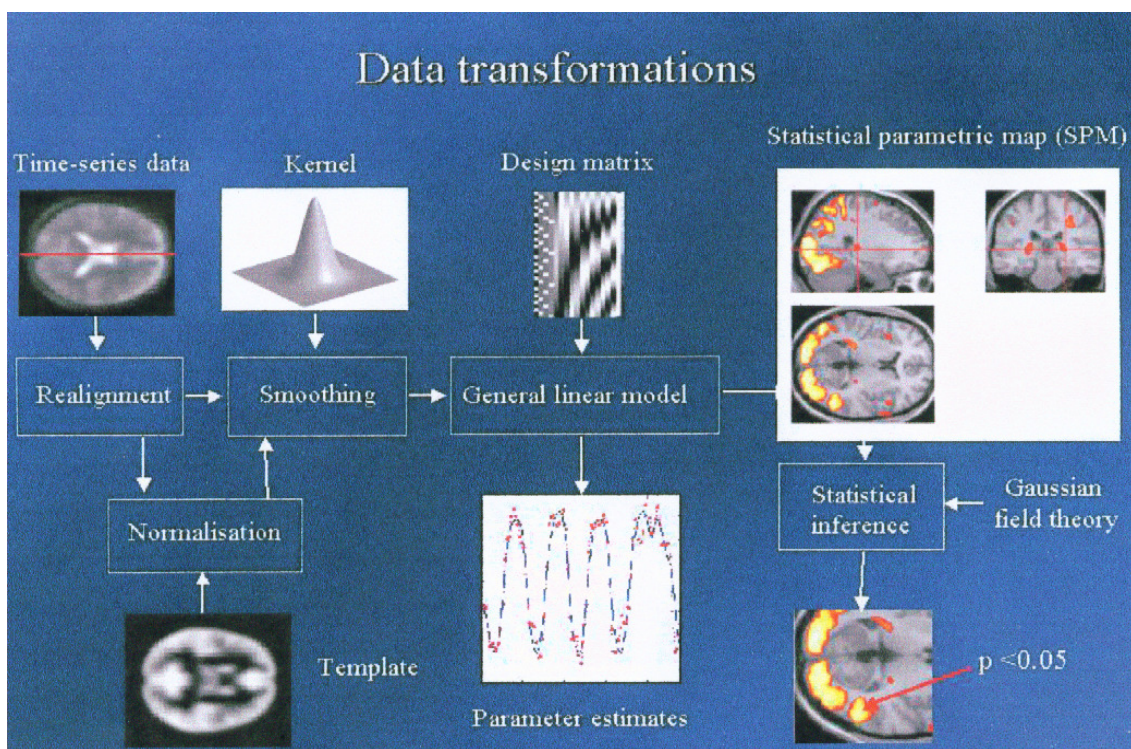 Data transformations
Time-series data
Kernel
Design matrix
Statistical parametric map (SPM)
Realignment
Smoothing
General linear model
Statistical
inference
Gaussian
field theory
Normalisation
Template
Parameter estimates
p <0.05